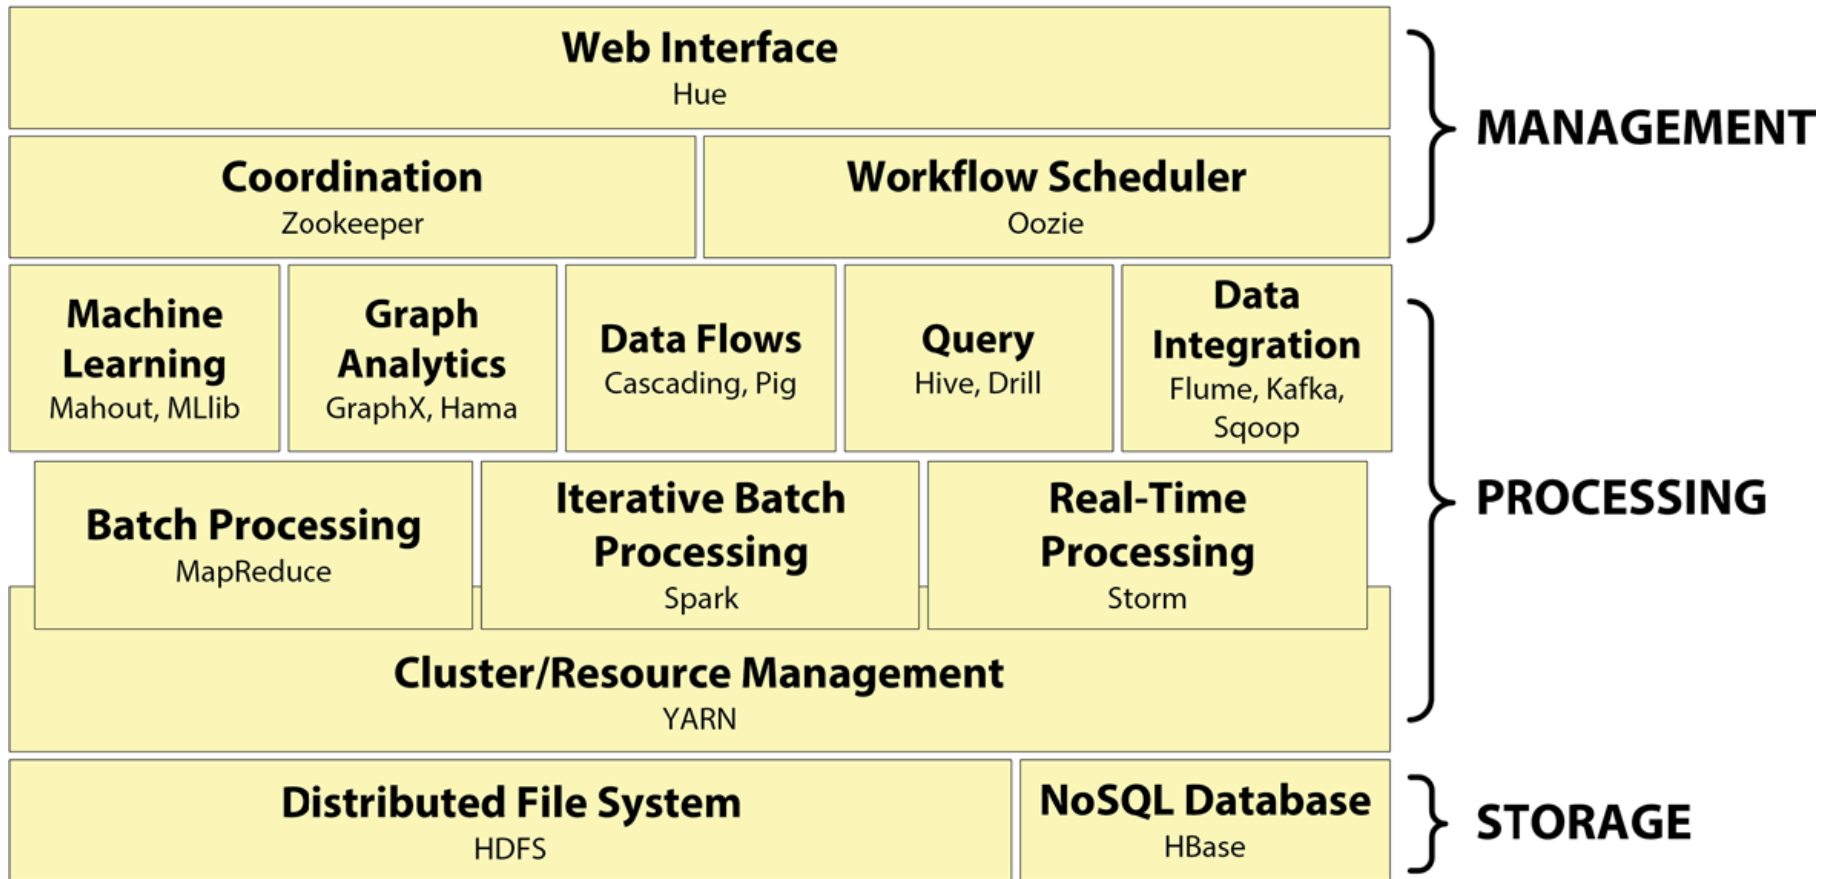 Web Interface
Hue
MANAGEMENT
Coordination
Zookeeper
Workflow Scheduler
Oozie
Machine
Learning
Mahout, MLlib
Graph
Analytics
GraphX, Hama
Data Flows
Cascading, Pig
Query
Hive, Drill
Data
Integration
Flume, Kafka,
Sqoop
PROCESSING
Batch Processing
MapReduce
Iterative Batch
Processing
Spark
Real-Time
Processing
Storm
Cluster/Resource Management
YARN
Distributed File System
HDFS
NoSQL Database
HBase
STORAGE